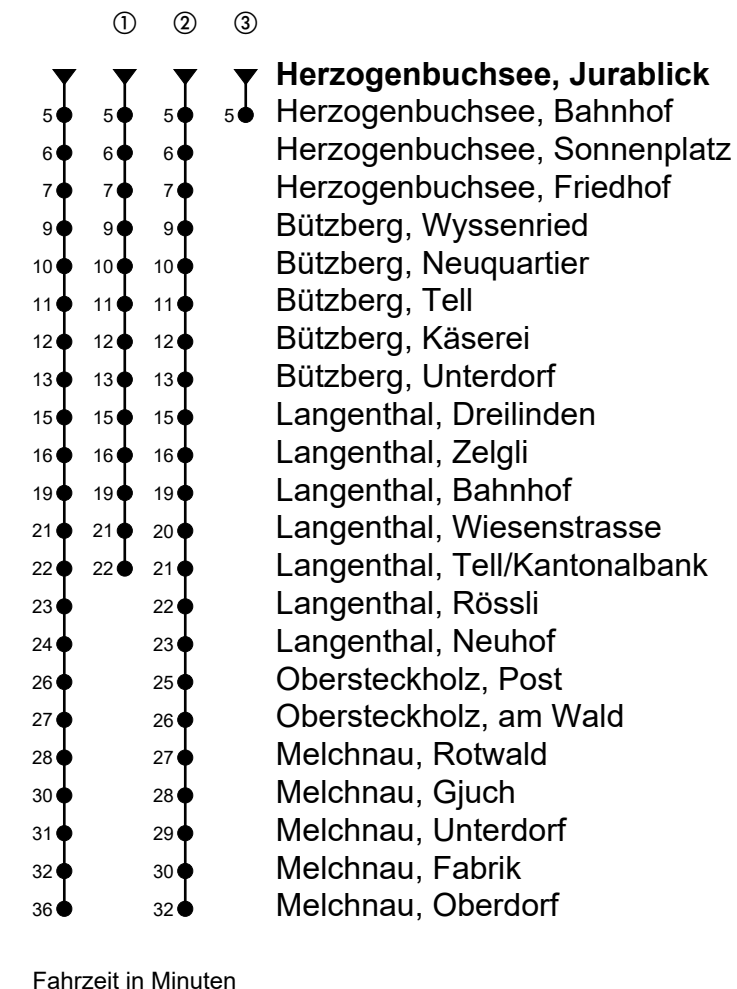 ① ② ③
Herzogenbuchsee, Jurablick
5 5 5 5 Herzogenbuchsee, Bahnhof
6 6 6 Herzogenbuchsee, Sonnenplatz
7 7 7 Herzogenbuchsee, Friedhof
9 9 9 Bützberg, Wyssenried
10 10 10 Bützberg, Neuquartier
11 11 11 Bützberg, Tell
12 12 12 Bützberg, Käserei
13 13 13 Bützberg, Unterdorf
15 15 15 Langenthal, Dreilinden
16 16 16 Langenthal, Zelgli
19 19 19 Langenthal, Bahnhof
21 21 20 Langenthal, Wiesenstrasse
22 22 21 Langenthal, Tell/Kantonalbank
23 22 Langenthal, Rössli
24 23 Langenthal, Neuhof
26 25 Obersteckholz, Post
27 26 Obersteckholz, am Wald
28 27 Melchnau, Rotwald
30 28 Melchnau, Gjuch
31 29 Melchnau, Unterdorf
32 30 Melchnau, Fabrik
36 32 Melchnau, Oberdorf
Fahrzeit in Minuten